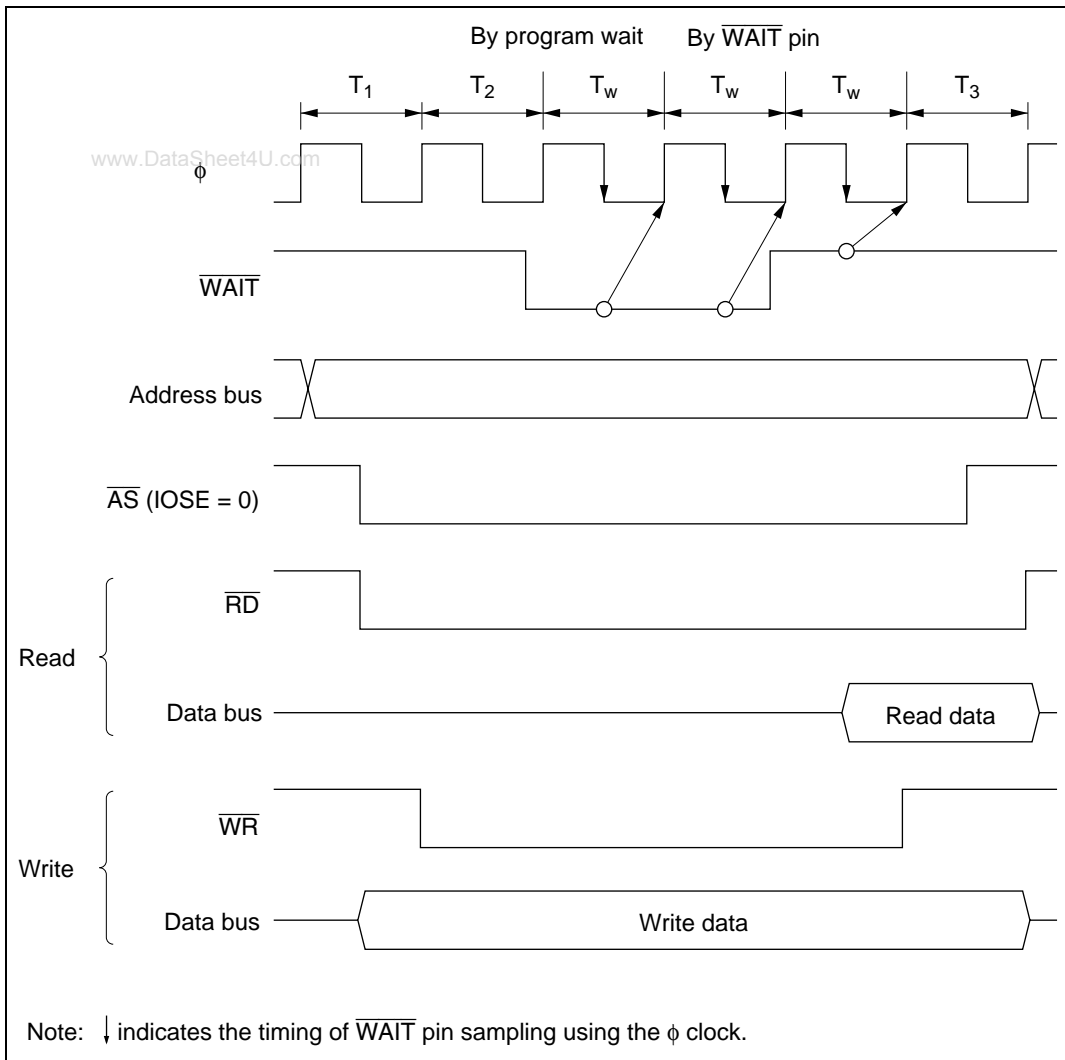 By program wait By WAIT pin
T1 T2 Tw Tw Tw T3
www.DataSheet4U.com
ϕ
WAIT
Address bus
AS (IOSE = 0)
RD
Read
Data bus Read data
WR
Write
Data bus Write data
Note: ↓ indicates the timing of WAIT pin sampling using the ϕ clock.